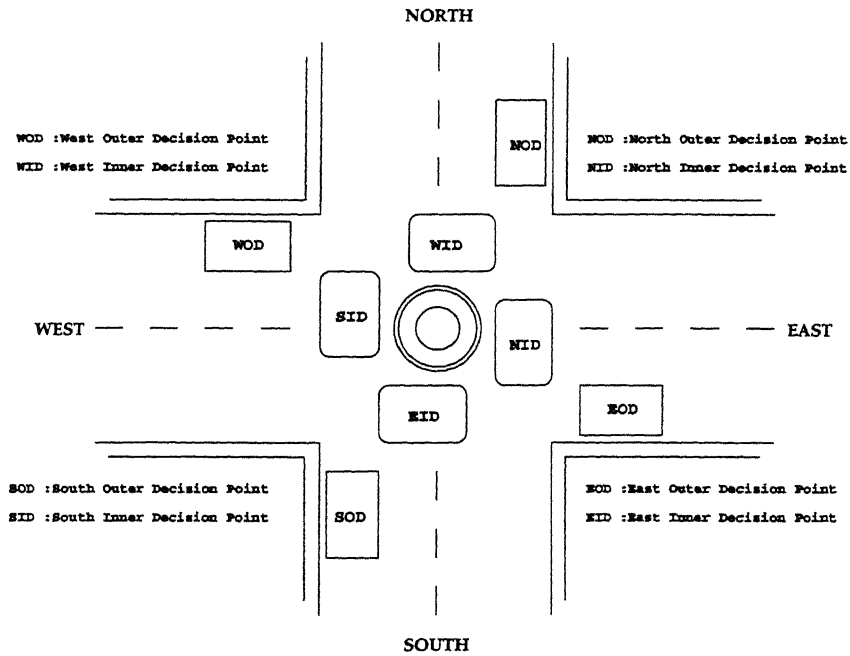 NORTH
WOD :West Outer Decision Point
WID :West Inner Decision Point
NOD
NOD :North Outer Decision Point
NID :North Inner Decision Point
WOD
WID
SID
WEST
NID
EAST
EID
EOD
SOD :South Outer Decision Point
SID :South Inner Decision Point
SOD
EOD :East Outer Decision Point
EID :East Inner Decision Point
SOUTH